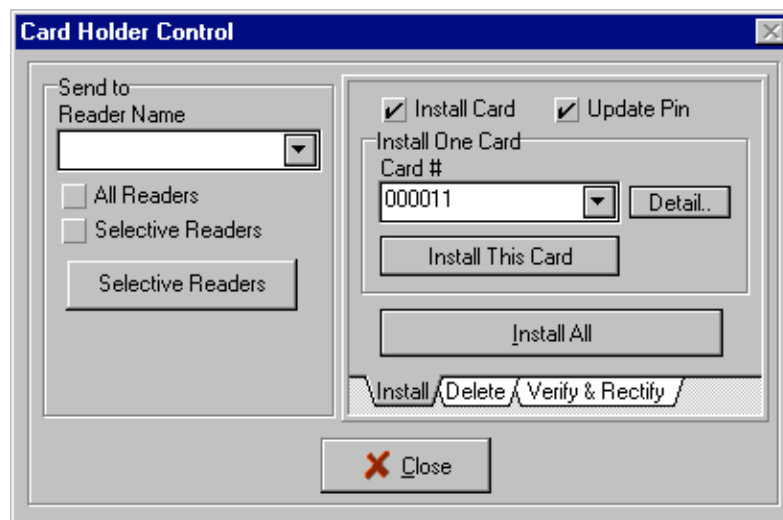 Card Holder Control
Send to
Reader Name
All Readers
Selective Readers
Selective Readers
Install Card
Update Pin
Install One Card
Card #
000011
Detail..
Install This Card
Install All
Install
Delete
Verify & Rectify
Close